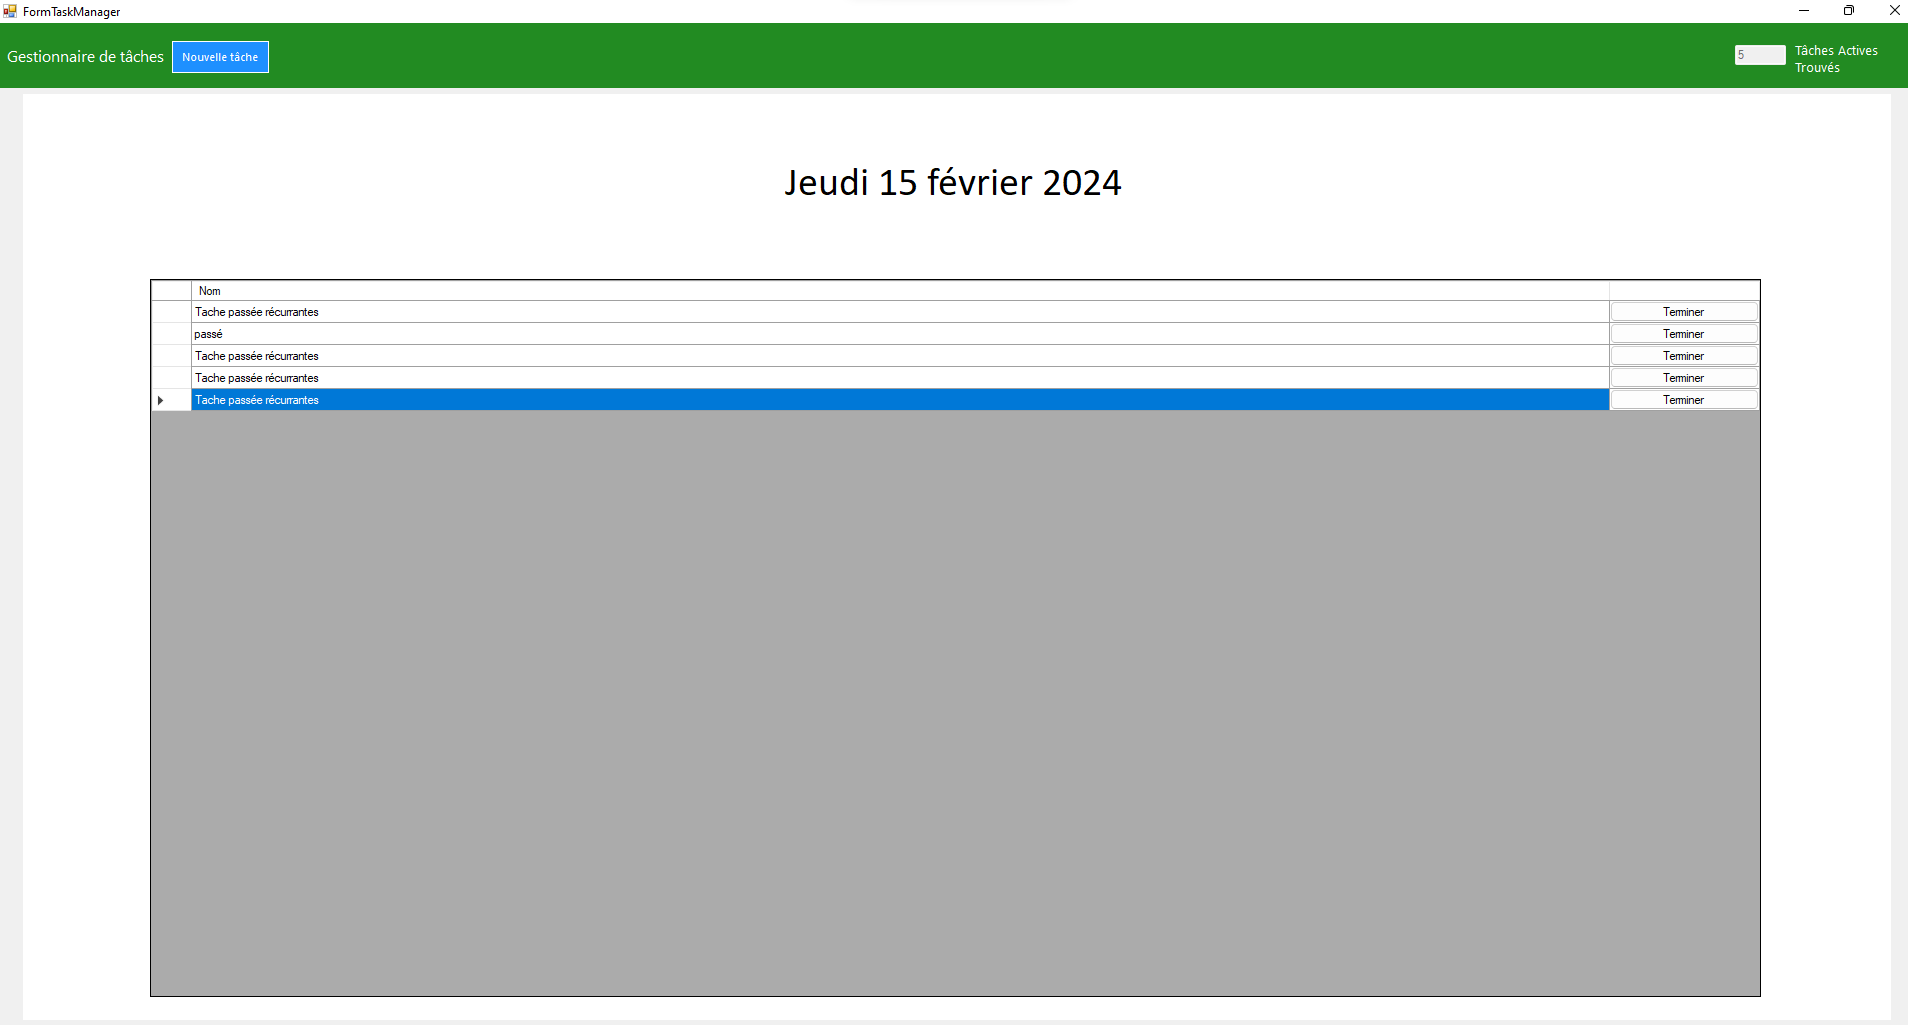 FormTaskManager
Gestionnaire de tâches
Nouvelle tâche
5
Tâches Actives
Trouvés
Jeudi 15 février 2024
Nom
Tache passée récurrantes Terminer
passé Terminer
Tache passée récurrantes Terminer
Tache passée récurrantes Terminer
Tache passée récurrantes Terminer